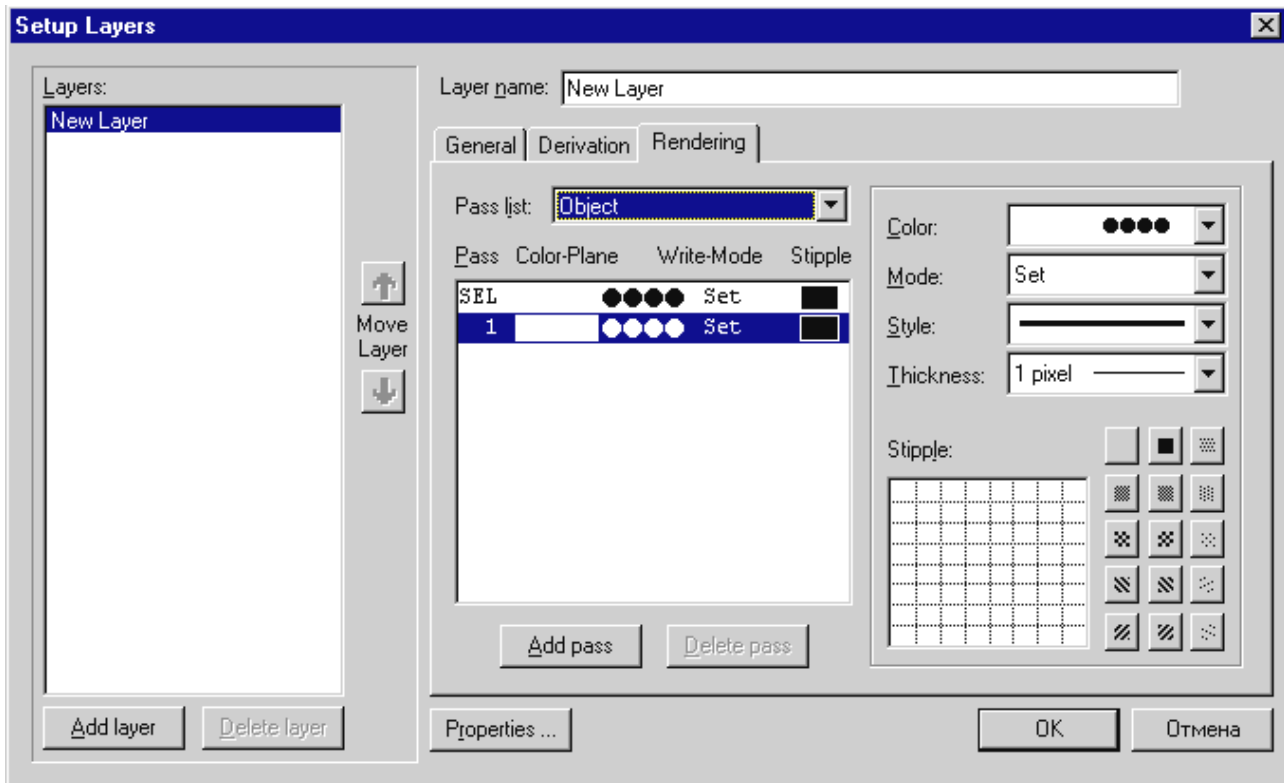 Setup Layers
Layers:
New Layer
Move
Layer
Add layer
Delete layer
Layer name: New Layer
General Derivation Rendering
Pass list: Object
Pass Color-Plane Write-Mode Stipple
SEL Set
1 Set
Add pass
Delete pass
Color:
Mode: Set
Style:
Thickness: 1 pixel
Stipple:
Properties ...
OK
Отмена